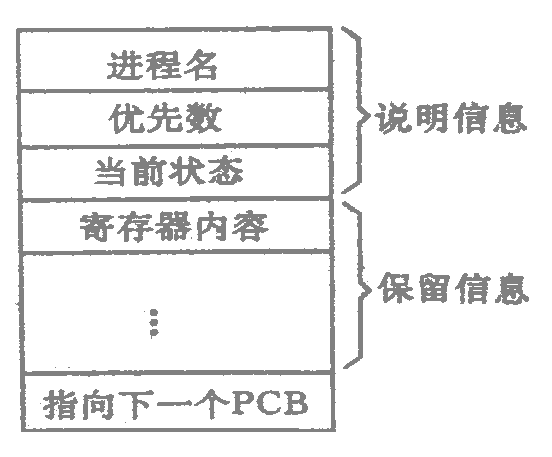 进程名
优先数
当前状态
说明信息
寄存器内容
⋮
保留信息
指向下一个PCB